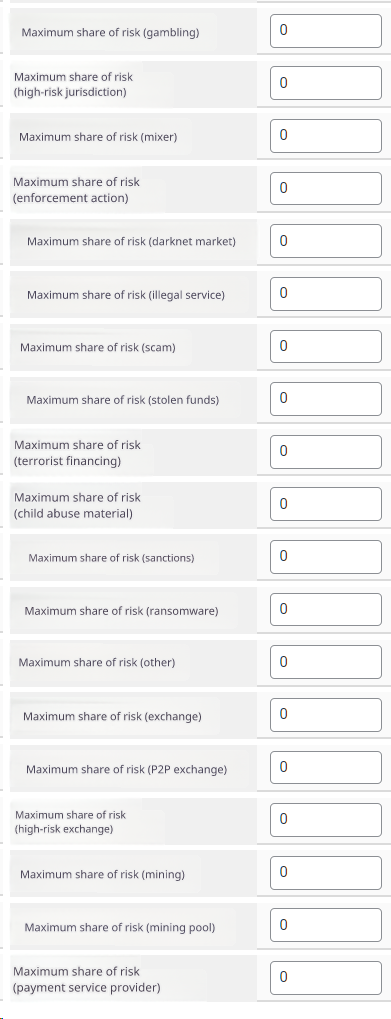 Maximum share of risk (gambling)
0
Maximum share of risk
(high-risk jurisdiction)
0
Maximum share of risk (mixer)
0
Maximum share of risk
(enforcement action)
0
Maximum share of risk (darknet market)
0
Maximum share of risk (illegal service)
0
Maximum share of risk (scam)
0
Maximum share of risk (stolen funds)
0
Maximum share of risk
(terrorist financing)
0
Maximum share of risk
(child abuse material)
0
Maximum share of risk (sanctions)
0
Maximum share of risk (ransomware)
0
Maximum share of risk (other)
0
Maximum share of risk (exchange)
0
Maximum share of risk (P2P exchange)
0
Maximum share of risk
(high-risk exchange)
0
Maximum share of risk (mining)
0
Maximum share of risk (mining pool)
0
Maximum share of risk
(payment service provider)
0